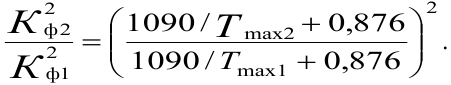 K²ф2 / K²ф1 = ( (1090 / Tmax2 + 0,876) / (1090 / Tmax1 + 0,876) )².